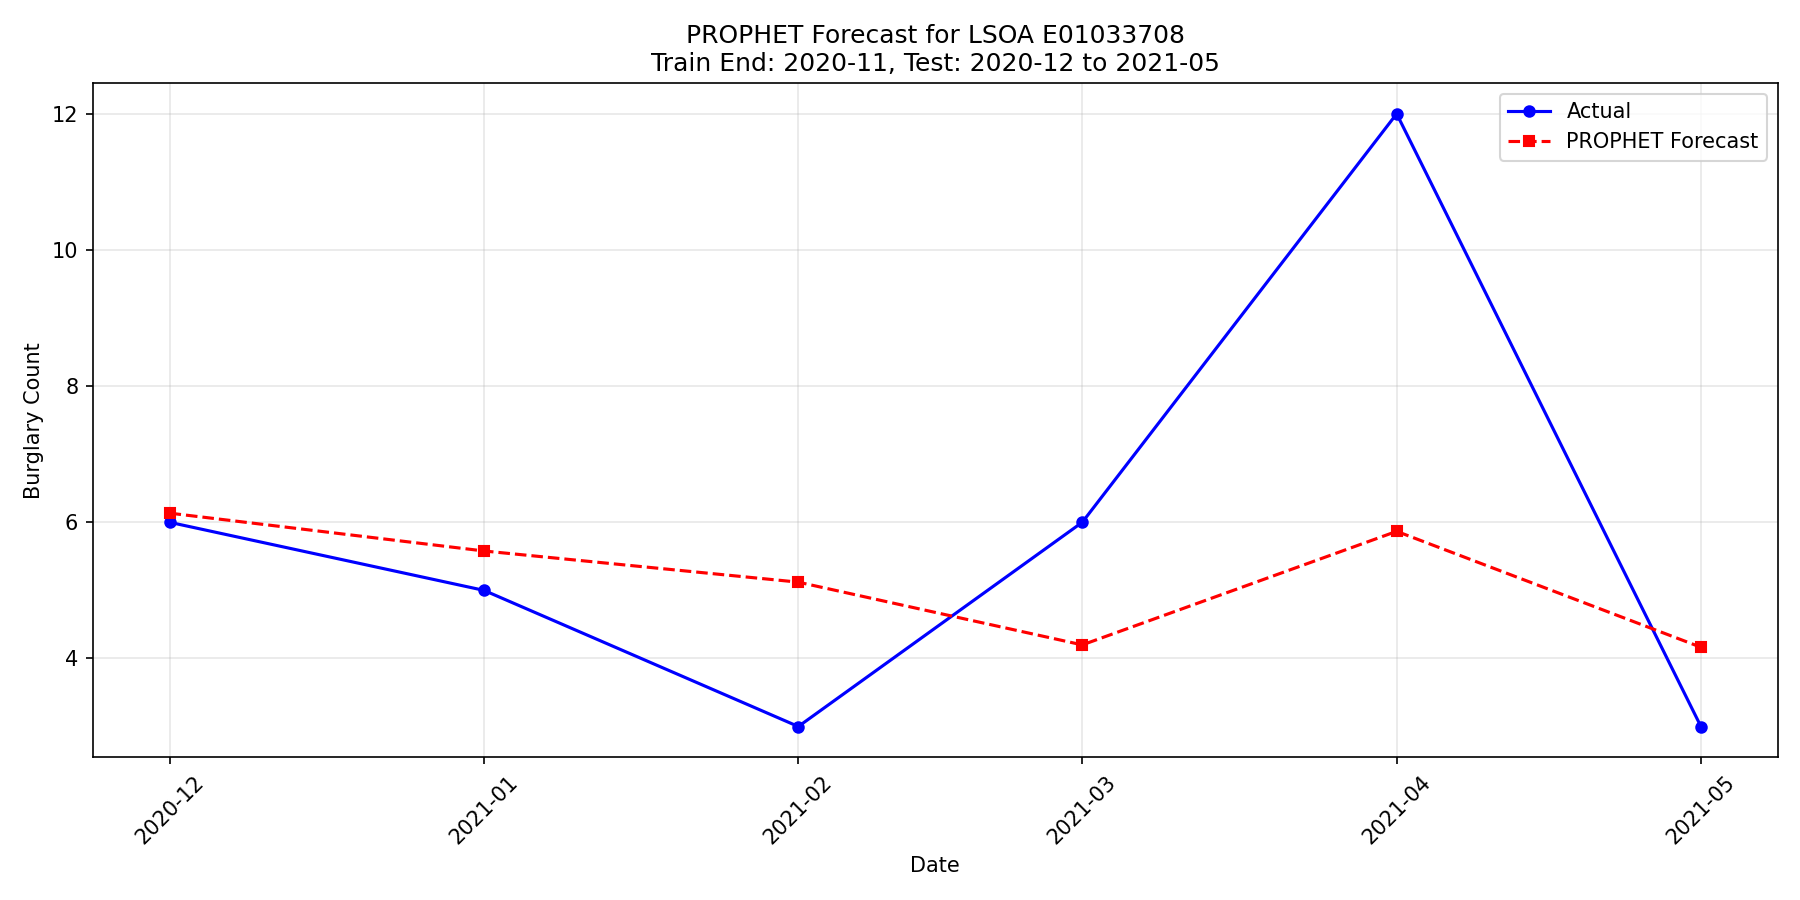 PROPHET Forecast for LSOA E01033708
Train End: 2020-11, Test: 2020-12 to 2021-05
Actual
PROPHET Forecast
Burglary Count
12
10
8
6
4
2020-12
2021-01
2021-02
2021-03
2021-04
2021-05
Date